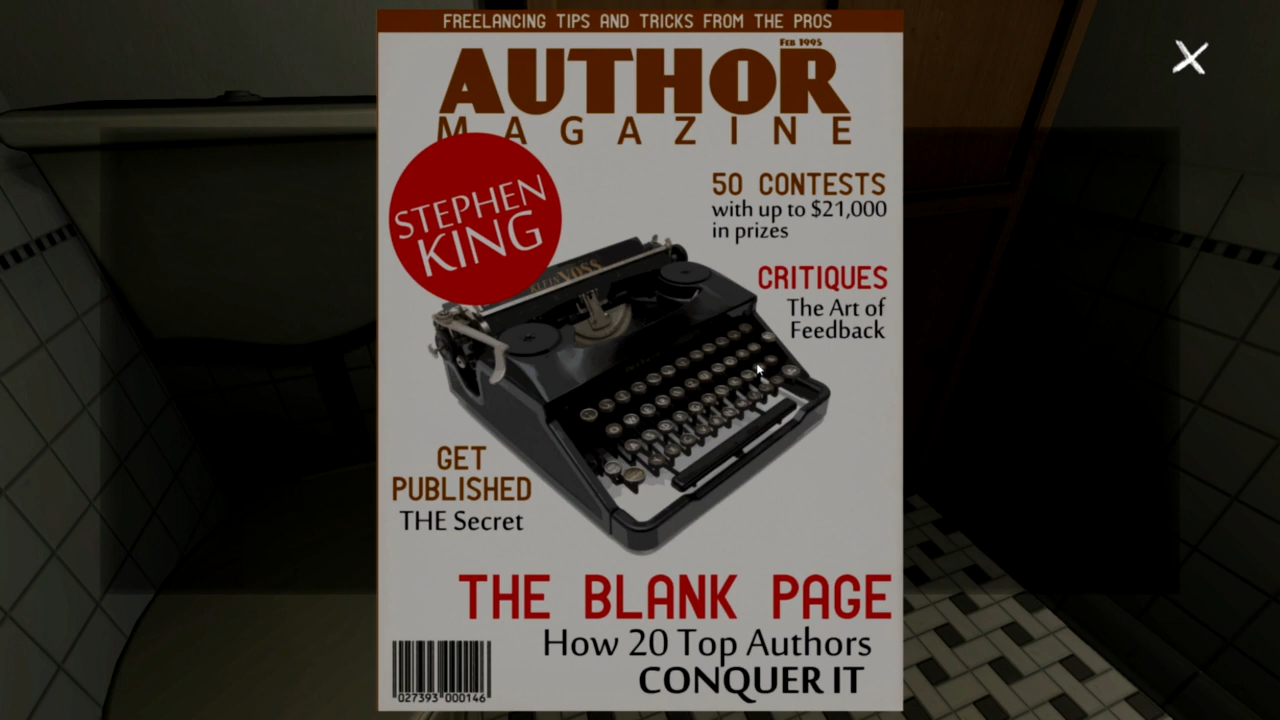 FREELANCING TIPS AND TRICKS FROM THE PROS
FEB 1995
AUTHOR
MAGAZINE
STEPHEN
KING
50 CONTESTS
with up to $21,000
in prizes
CRITIQUES
The Art of
Feedback
KLEIN VOSS
GET
PUBLISHED
THE Secret
THE BLANK PAGE
How 20 Top Authors
CONQUER IT
027393 000146